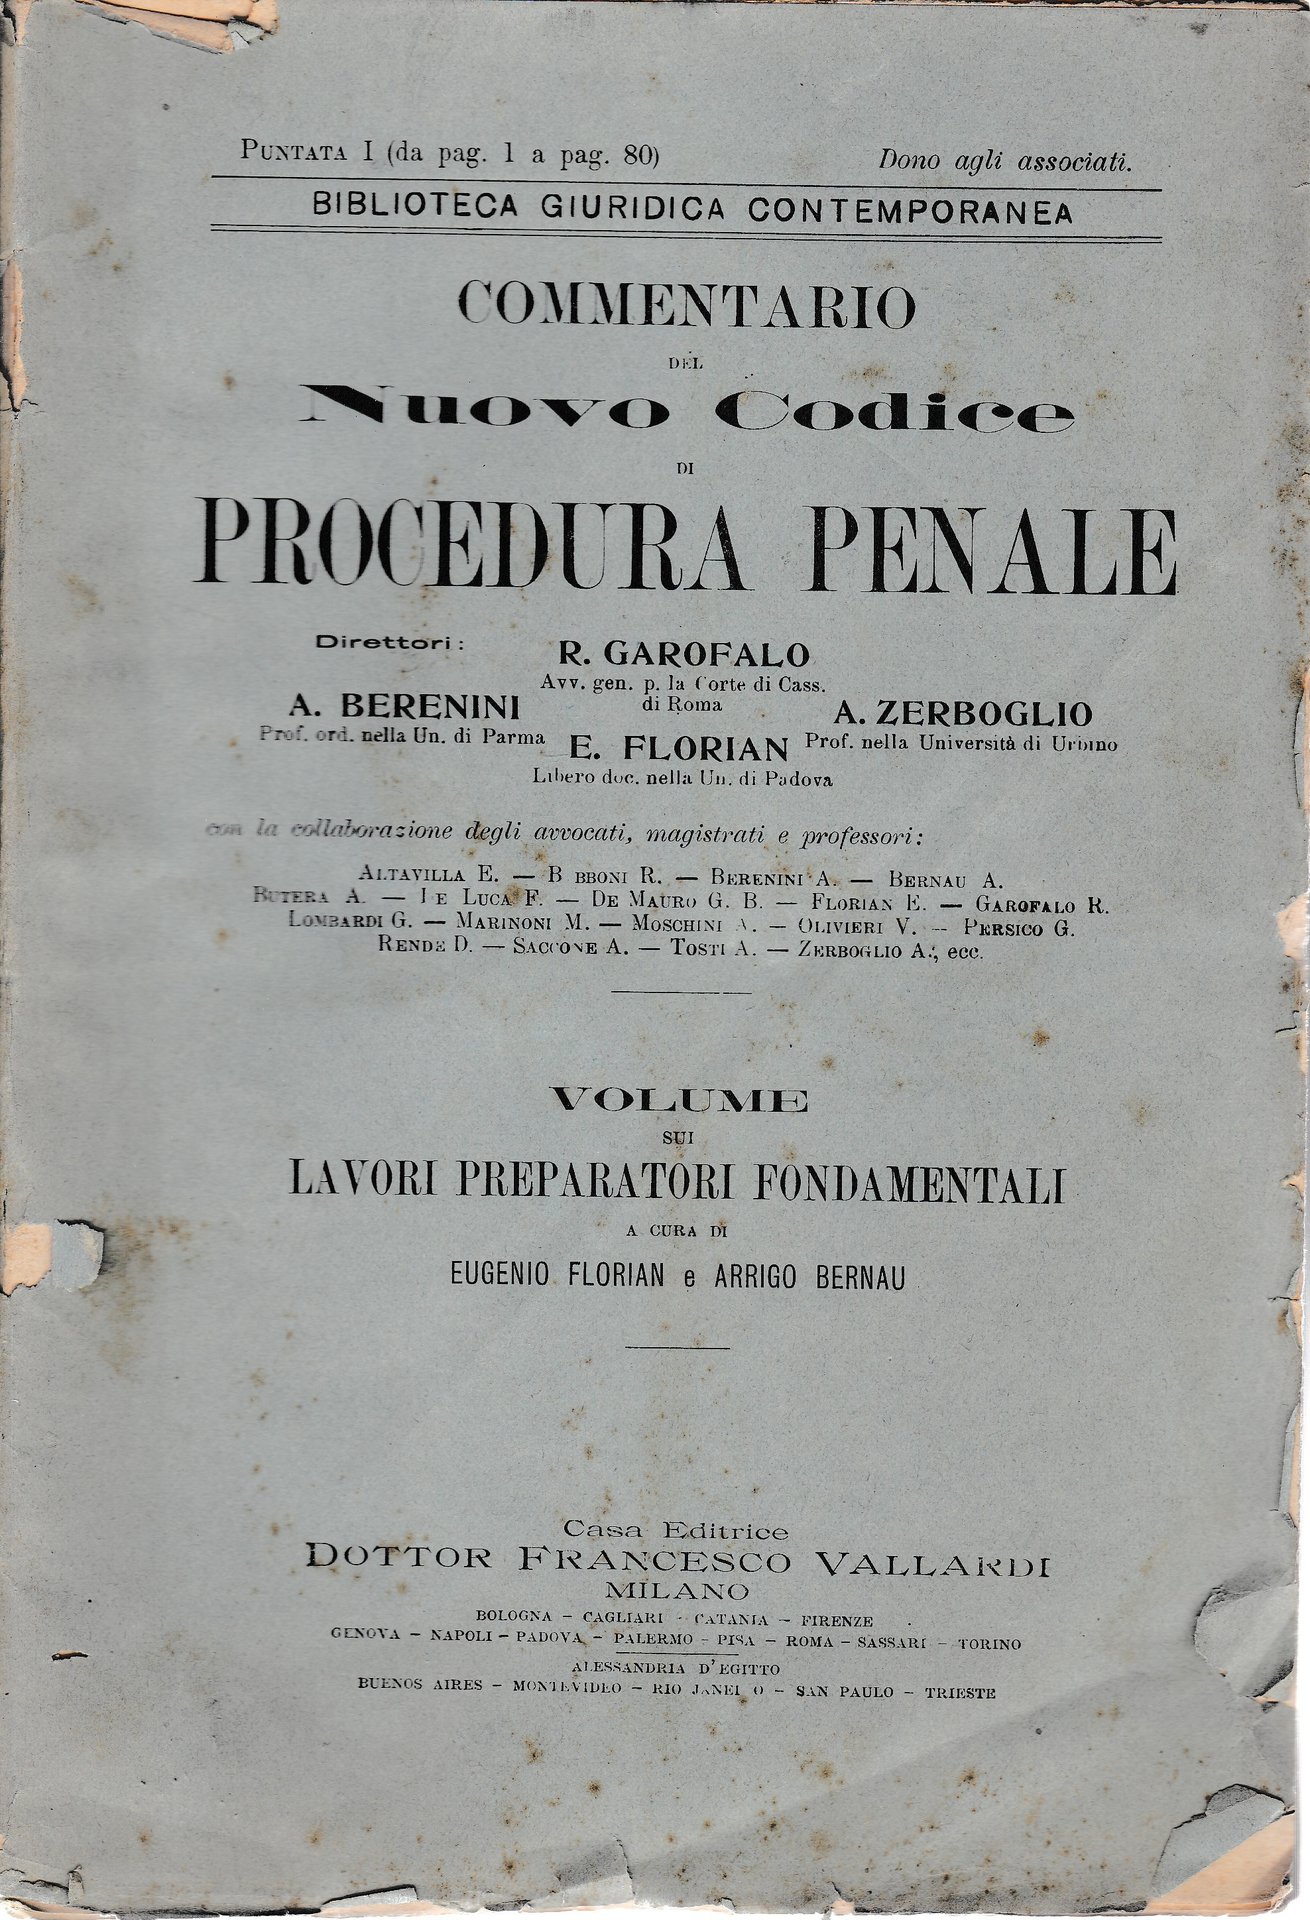 PUNTATA I (da pag. 1 a pag. 80)
Dono agli associati.
BIBLIOTECA GIURIDICA CONTEMPORANEA
COMMENTARIO
DEL
Nuovo Codice
DI
PROCEDURA PENALE
Direttori:
R. GAROFALO
Avv. gen. p. la Corte di Cass.
di Roma
A. BERENINI
Prof. ord. nella Un. di Parma
A. ZERBOGLIO
Prof. nella Università di Urbino
E. FLORIAN
Libero doc. nella Un. di Padova
con la collaborazione degli avvocati, magistrati e professori:
ALTAVILLA E. — B BBONI R. — BERENINI A. — BERNAU A.
BUTERA A. — DE LUCA F. — DE MAURO G. B. — FLORIAN E. — GAROFALO R.
LOMBARDI G. — MARINONI M. — MOSCHINI A. — OLIVIERI V. — PERSICO G.
RENDE D. — SACCONE A. — TOSTI A. — ZERBOGLIO A., ecc.
VOLUME
SUI
LAVORI PREPARATORI FONDAMENTALI
A CURA DI
EUGENIO FLORIAN e ARRIGO BERNAU
Casa Editrice
DOTTOR FRANCESCO VALLARDI
MILANO
BOLOGNA – CAGLIARI – CATANIA – FIRENZE
GENOVA – NAPOLI – PADOVA – PALERMO – PISA – ROMA – SASSARI – TORINO
ALESSANDRIA D'EGITTO
BUENOS AIRES – MONTEVIDEO – RIO JANEIRO – SAN PAULO – TRIESTE